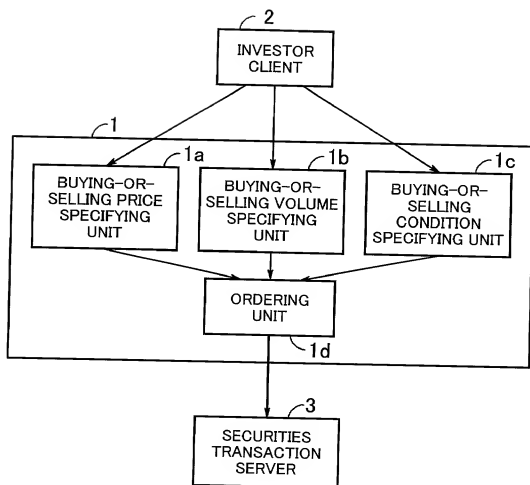 2
INVESTOR
CLIENT
1
1a
BUYING-OR-
SELLING PRICE
SPECIFYING
UNIT
1b
BUYING-OR-
SELLING VOLUME
SPECIFYING
UNIT
1c
BUYING-OR-
SELLING
CONDITION
SPECIFYING UNIT
ORDERING
UNIT
1d
3
SECURITIES
TRANSACTION
SERVER